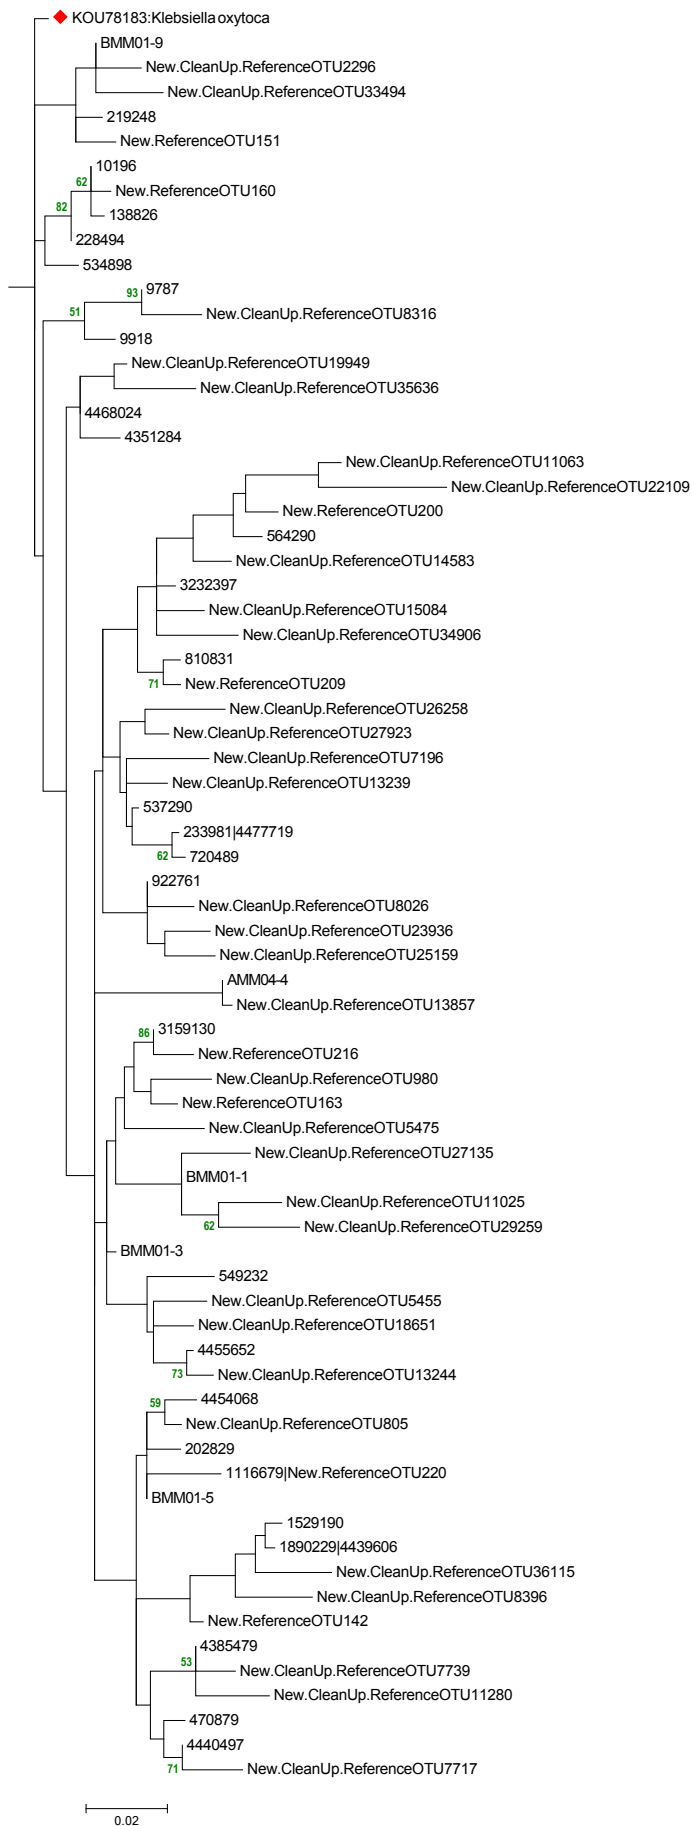 KOU78183:Klebsiella oxytoca
BMM01-9
New.CleanUp.ReferenceOTU2296
New.CleanUp.ReferenceOTU33494
219248
New.ReferenceOTU151
10196
62
New.ReferenceOTU160
82
138826
228494
534898
93
9787
51
New.CleanUp.ReferenceOTU8316
9918
New.CleanUp.ReferenceOTU19949
New.CleanUp.ReferenceOTU35636
4468024
4351284
New.CleanUp.ReferenceOTU11063
New.CleanUp.ReferenceOTU22109
New.ReferenceOTU200
564290
New.CleanUp.ReferenceOTU14583
3232397
New.CleanUp.ReferenceOTU15084
New.CleanUp.ReferenceOTU34906
810831
71
New.ReferenceOTU209
New.CleanUp.ReferenceOTU26258
New.CleanUp.ReferenceOTU27923
New.CleanUp.ReferenceOTU7196
New.CleanUp.ReferenceOTU13239
537290
233981|4477719
62
720489
922761
New.CleanUp.ReferenceOTU8026
New.CleanUp.ReferenceOTU23936
New.CleanUp.ReferenceOTU25159
AMM04-4
New.CleanUp.ReferenceOTU13857
86
3159130
New.ReferenceOTU216
New.CleanUp.ReferenceOTU980
New.ReferenceOTU163
New.CleanUp.ReferenceOTU5475
New.CleanUp.ReferenceOTU27135
BMM01-1
New.CleanUp.ReferenceOTU11025
62
New.CleanUp.ReferenceOTU29259
BMM01-3
549232
New.CleanUp.ReferenceOTU5455
New.CleanUp.ReferenceOTU18651
4455652
73
New.CleanUp.ReferenceOTU13244
59
4454068
New.CleanUp.ReferenceOTU805
202829
1116679|New.ReferenceOTU220
BMM01-5
1529190
1890229|4439606
New.CleanUp.ReferenceOTU36115
New.CleanUp.ReferenceOTU8396
New.ReferenceOTU142
4385479
53
New.CleanUp.ReferenceOTU7739
New.CleanUp.ReferenceOTU11280
470879
4440497
71
New.CleanUp.ReferenceOTU7717
0.02